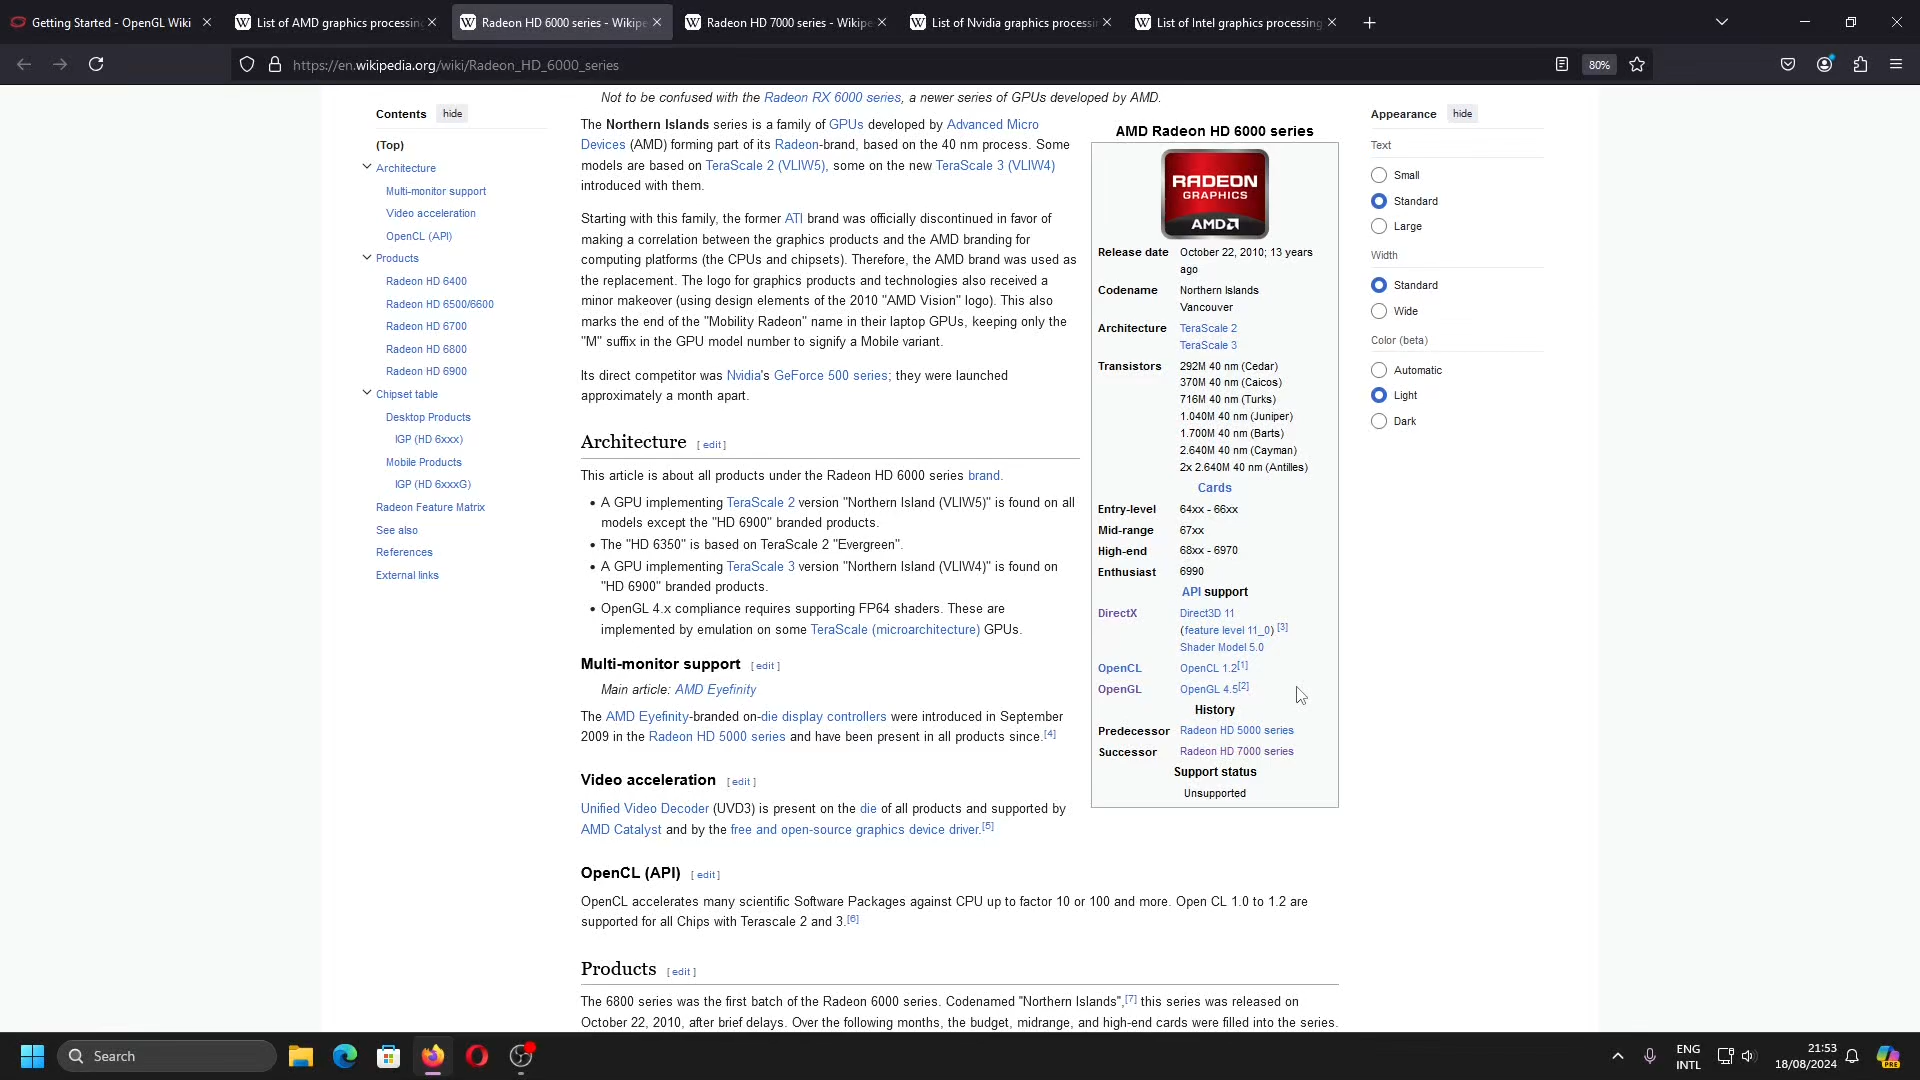 Getting Started - OpenGL Wiki
List of AMD graphics processing
Radeon HD 6000 series - Wikipe
Radeon HD 7000 series - Wikipe
List of Nvidia graphics processi
List of Intel graphics processing
https://en.wikipedia.org/wiki/Radeon_HD_6000_series
80%
Contents hide
(Top)
Architecture
Multi-monitor support
Video acceleration
OpenCL (API)
Products
Radeon HD 6400
Radeon HD 6500/6600
Radeon HD 6700
Radeon HD 6800
Radeon HD 6900
Chipset table
Desktop Products
IGP (HD 6xxx)
Mobile Products
IGP (HD 6xxxG)
Radeon Feature Matrix
See also
References
External links
Not to be confused with the Radeon RX 6000 series, a newer series of GPUs developed by AMD.
The Northern Islands series is a family of GPUs developed by Advanced Micro
Devices (AMD) forming part of its Radeon-brand, based on the 40 nm process. Some
models are based on TeraScale 2 (VLIW5), some on the new TeraScale 3 (VLIW4)
introduced with them.
Starting with this family, the former ATI brand was officially discontinued in favor of
making a correlation between the graphics products and the AMD branding for
computing platforms (the CPUs and chipsets). Therefore, the AMD brand was used as
the replacement. The logo for graphics products and technologies also received a
minor makeover (using design elements of the 2010 "AMD Vision" logo). This also
marks the end of the "Mobility Radeon" name in their laptop GPUs, keeping only the
"M" suffix in the GPU model number to signify a Mobile variant.
Its direct competitor was Nvidia's GeForce 500 series; they were launched
approximately a month apart.
Architecture [ edit ]
This article is about all products under the Radeon HD 6000 series brand.
• A GPU implementing TeraScale 2 version "Northern Island (VLIW5)" is found on all
models except the "HD 6900" branded products.
• The "HD 6350" is based on TeraScale 2 "Evergreen".
• A GPU implementing TeraScale 3 version "Northern Island (VLIW4)" is found on
"HD 6900" branded products.
• OpenGL 4.x compliance requires supporting FP64 shaders. These are
implemented by emulation on some TeraScale (microarchitecture) GPUs.
Multi-monitor support [ edit ]
Main article: AMD Eyefinity
The AMD Eyefinity-branded on-die display controllers were introduced in September
2009 in the Radeon HD 5000 series and have been present in all products since.[4]
Video acceleration [ edit ]
Unified Video Decoder (UVD3) is present on the die of all products and supported by
AMD Catalyst and by the free and open-source graphics device driver.[5]
OpenCL (API) [ edit ]
OpenCL accelerates many scientific Software Packages against CPU up to factor 10 or 100 and more. Open CL 1.0 to 1.2 are
supported for all Chips with Terascale 2 and 3.[6]
Products [ edit ]
The 6800 series was the first batch of the Radeon 6000 series. Codenamed "Northern Islands",[7] this series was released on
October 22, 2010, after brief delays. Over the following months, the budget, midrange, and high-end cards were filled into the series.
AMD Radeon HD 6000 series
RADEON
GRAPHICS
AMD
Release date October 22, 2010; 13 years
ago
Codename Northern Islands
Vancouver
Architecture TeraScale 2
TeraScale 3
Transistors 292M 40 nm (Cedar)
370M 40 nm (Caicos)
716M 40 nm (Turks)
1.040M 40 nm (Juniper)
1.700M 40 nm (Barts)
2.640M 40 nm (Cayman)
2x 2.640M 40 nm (Antilles)
Cards
Entry-level 64xx - 66xx
Mid-range 67xx
High-end 68xx - 6970
Enthusiast 6990
API support
DirectX Direct3D 11
(feature level 11_0) [3]
Shader Model 5.0
OpenCL OpenCL 1.2[1]
OpenGL OpenGL 4.5[2]
History
Predecessor Radeon HD 5000 series
Successor Radeon HD 7000 series
Support status
Unsupported
Appearance hide
Text
Small
Standard
Large
Width
Standard
Wide
Color (beta)
Automatic
Light
Dark
Search
ENG
INTL
21:53
18/08/2024
PRE